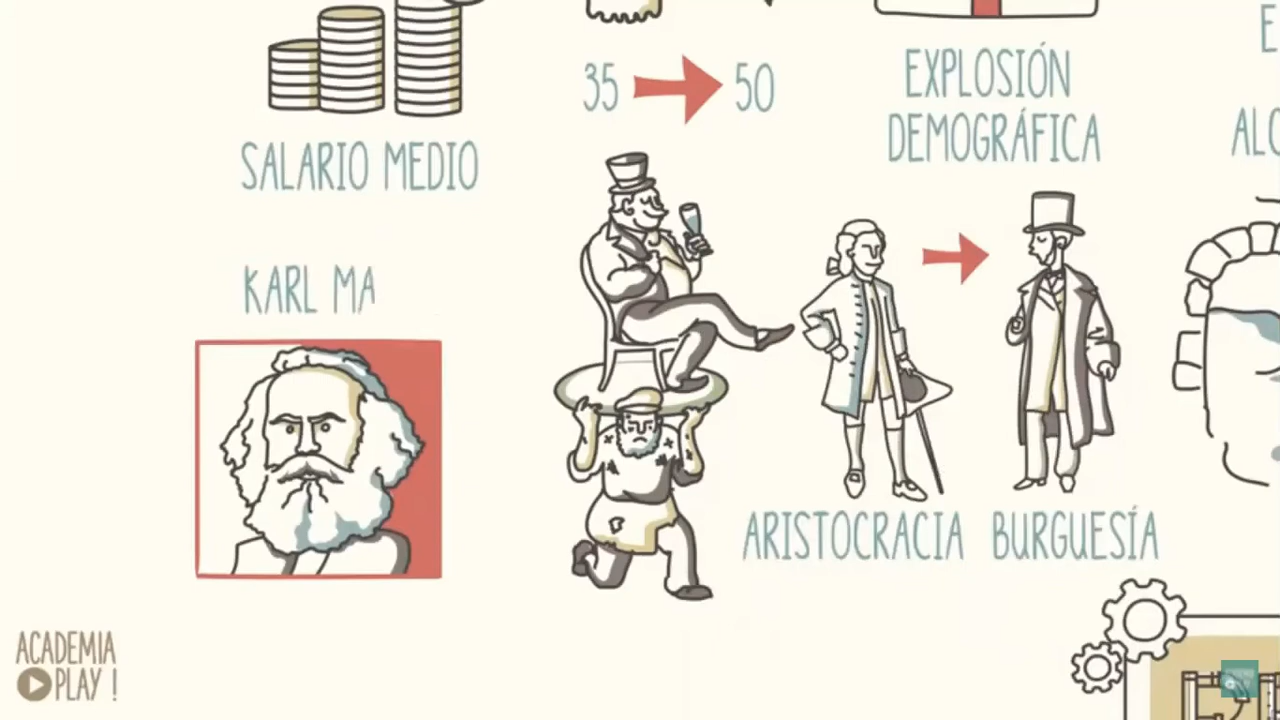 35 50
EXPLOSIÓN
DEMOGRÁFICA
SALARIO MEDIO
KARL MA
ARISTOCRACIA BURGUESÍA
ACADEMIA
PLAY !